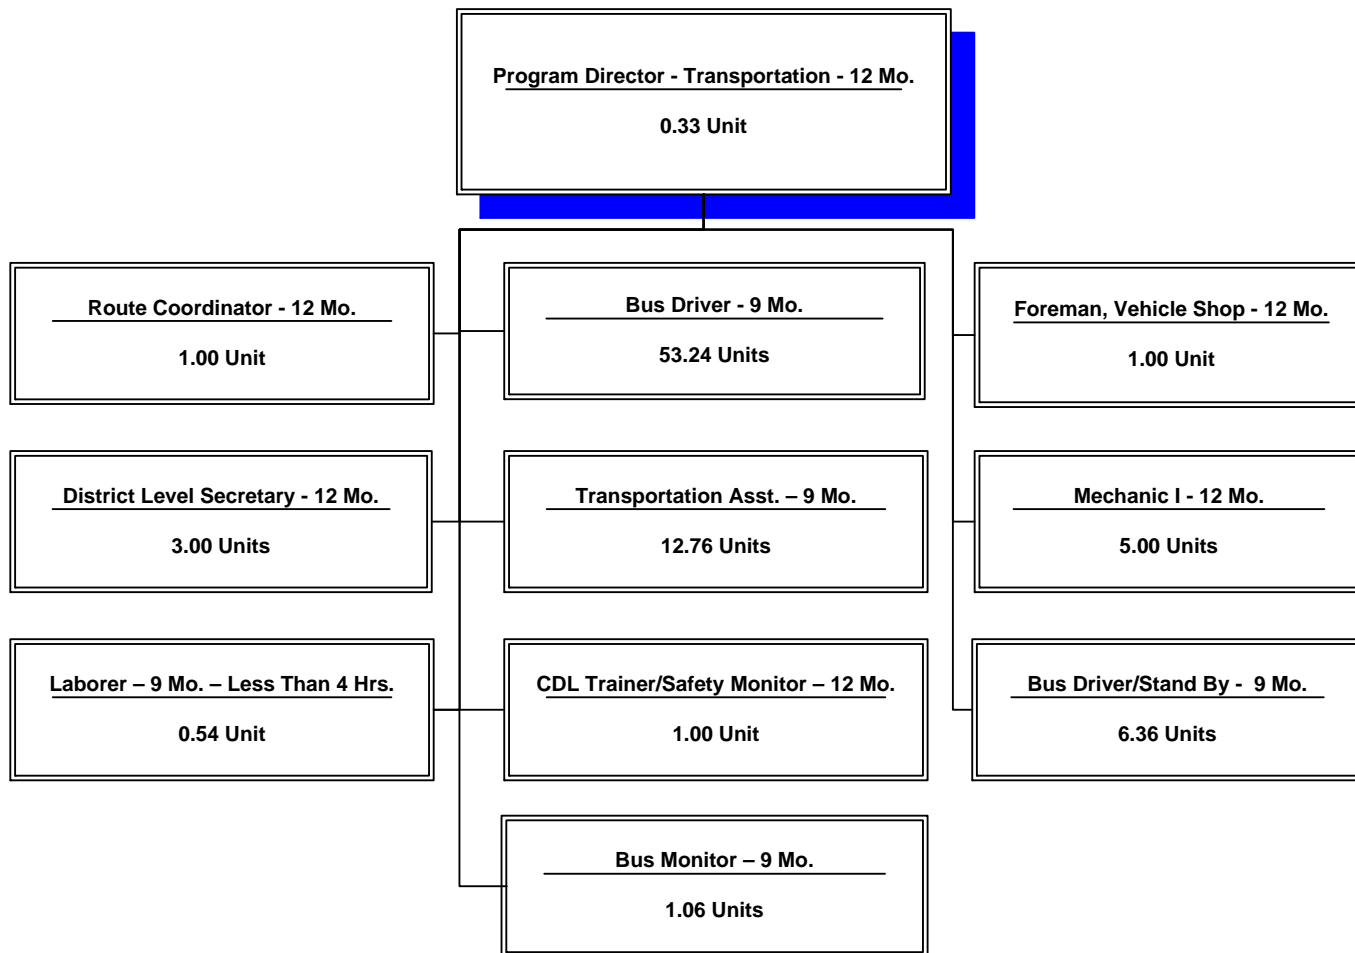 Program Director - Transportation - 12 Mo.
0.33 Unit
Route Coordinator - 12 Mo.
1.00 Unit
Bus Driver - 9 Mo.
53.24 Units
Foreman, Vehicle Shop - 12 Mo.
1.00 Unit
District Level Secretary - 12 Mo.
3.00 Units
Transportation Asst. – 9 Mo.
12.76 Units
Mechanic I - 12 Mo.
5.00 Units
Laborer – 9 Mo. – Less Than 4 Hrs.
0.54 Unit
CDL Trainer/Safety Monitor – 12 Mo.
1.00 Unit
Bus Driver/Stand By - 9 Mo.
6.36 Units
Bus Monitor – 9 Mo.
1.06 Units